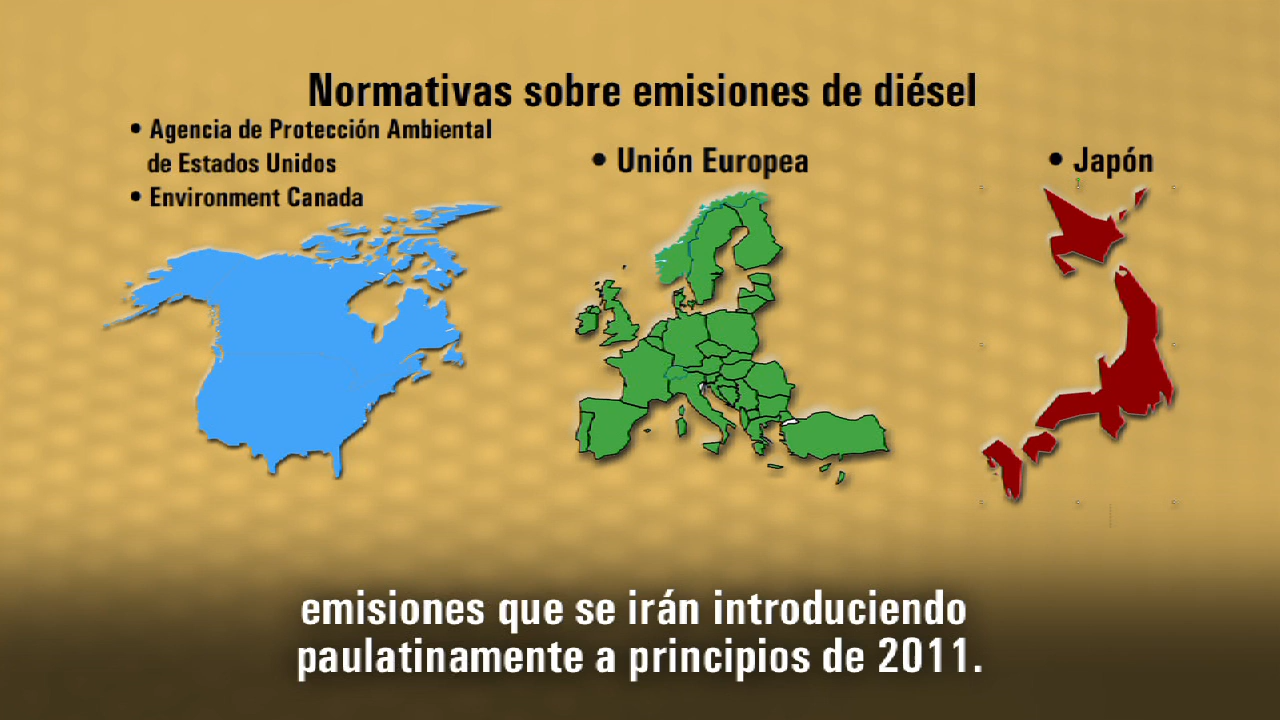 Normativas sobre emisiones de diésel
• Agencia de Protección Ambiental
de Estados Unidos
• Environment Canada
• Unión Europea
• Japón
emisiones que se irán introduciendo
paulatinamente a principios de 2011.